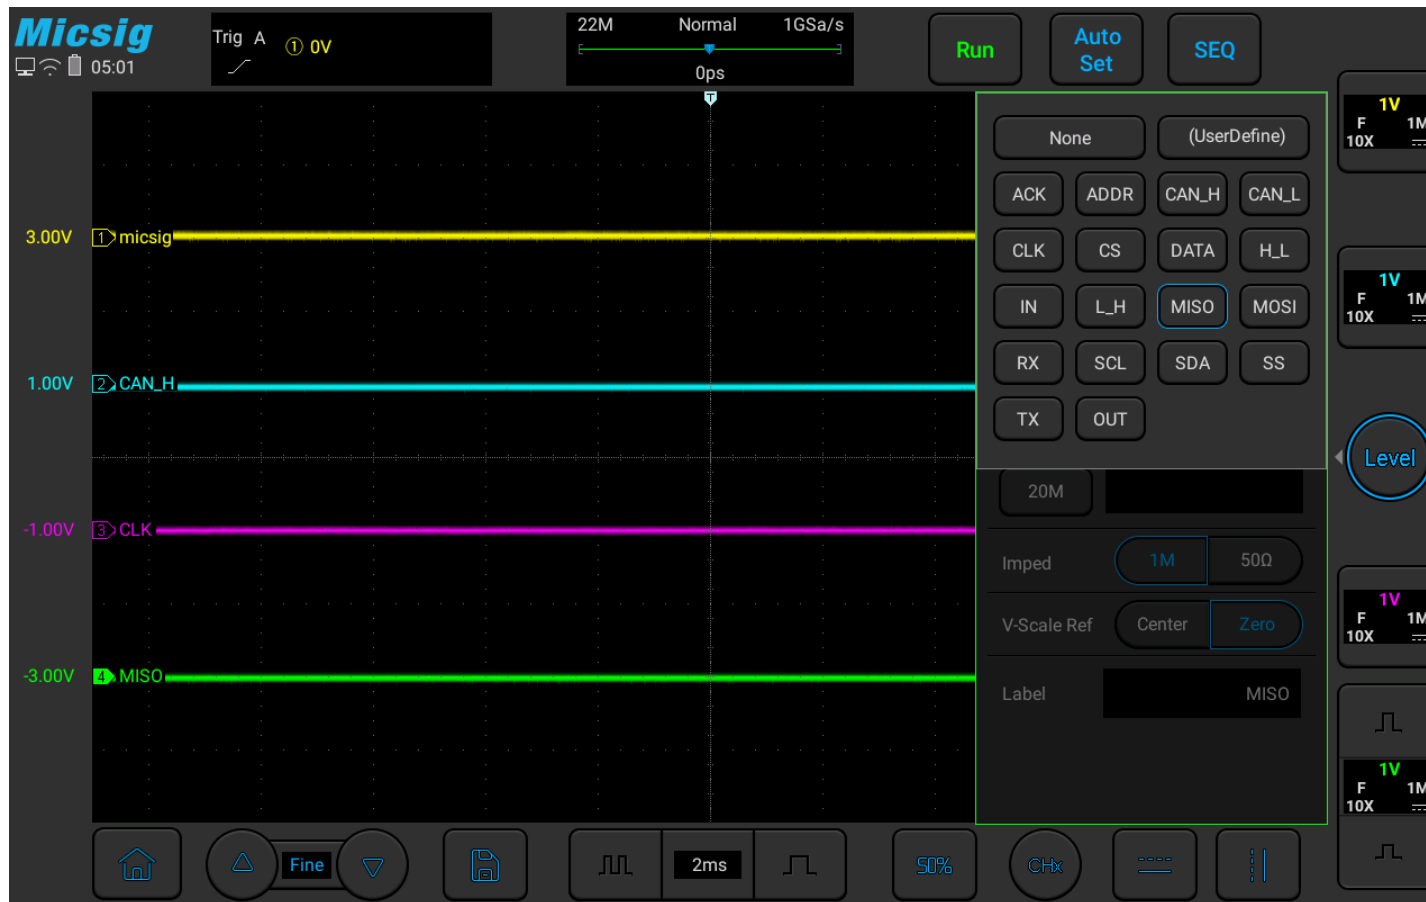 Micsig
05:01
Trig A ① 0V
22M Normal 1GSa/s
0ps
Run
Auto
Set
SEQ
T
3.00V 1 micsig
1.00V 2 CAN_H
-1.00V 3 CLK
-3.00V 4 MISO
None (UserDefine)
ACK ADDR CAN_H CAN_L
CLK CS DATA H_L
IN L_H MISO MOSI
RX SCL SDA SS
TX OUT
20M
Imped 1M 50Ω
V-Scale Ref Center Zero
Label MISO
1V
F 1M
10X
1V
F 1M
10X
Level
1V
F 1M
10X
1V
F 1M
10X
Fine
2ms
50%
CHx